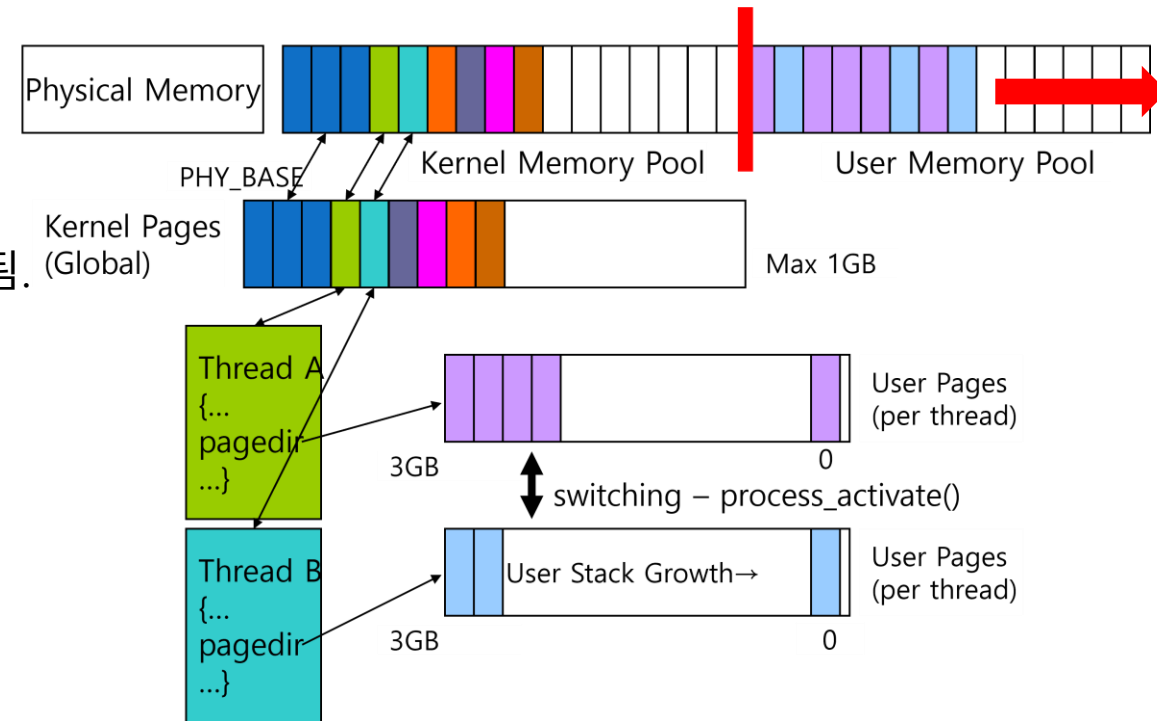 Physical Memory
Kernel Memory Pool
User Memory Pool
PHY_BASE
Kernel Pages
(Global)
Max 1GB
Thread A
{...
pagedir
...}
User Pages
(per thread)
3GB
0
switching – process_activate()
Thread B
{...
pagedir
...}
User Stack Growth→
User Pages
(per thread)
3GB
0